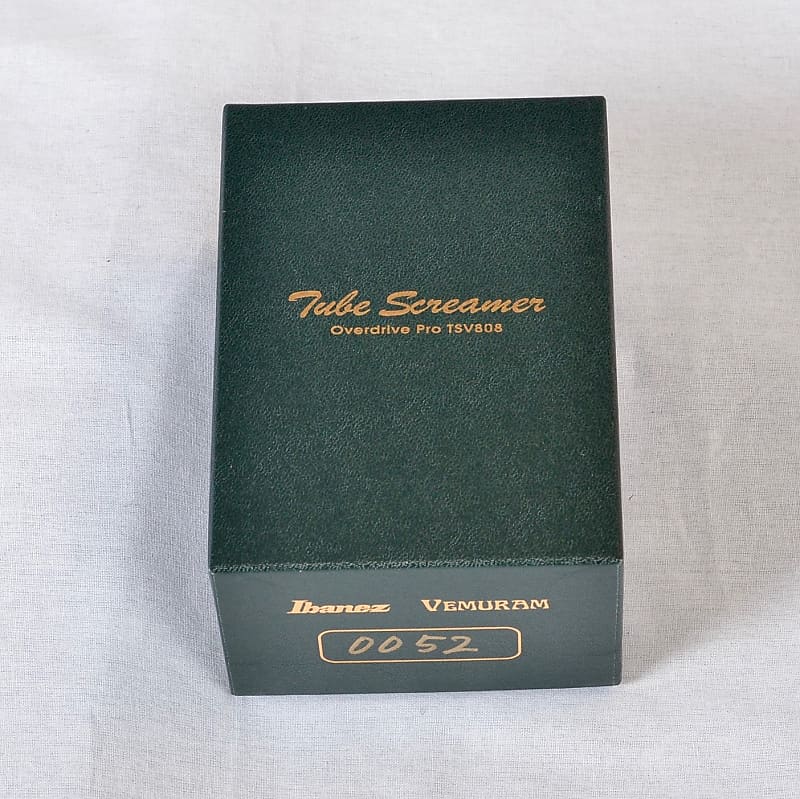 Tube Screamer
Overdrive Pro TSV808
Ibanez VEMURAM
0052